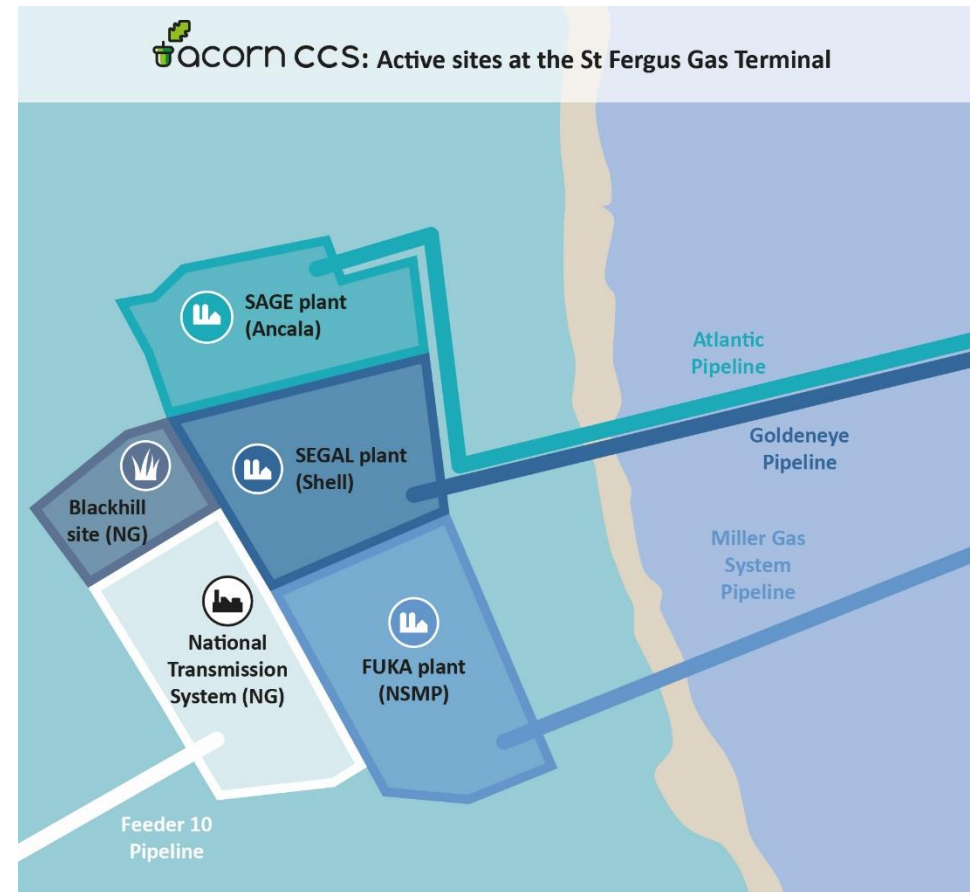 acorn ccs: Active sites at the St Fergus Gas Terminal
SAGE plant
(Ancala)
Atlantic
Pipeline
Goldeneye
Pipeline
SEGAL plant
(Shell)
Blackhill
site (NG)
Miller Gas
System
Pipeline
National
Transmission
System (NG)
FUKA plant
(NSMP)
Feeder 10
Pipeline